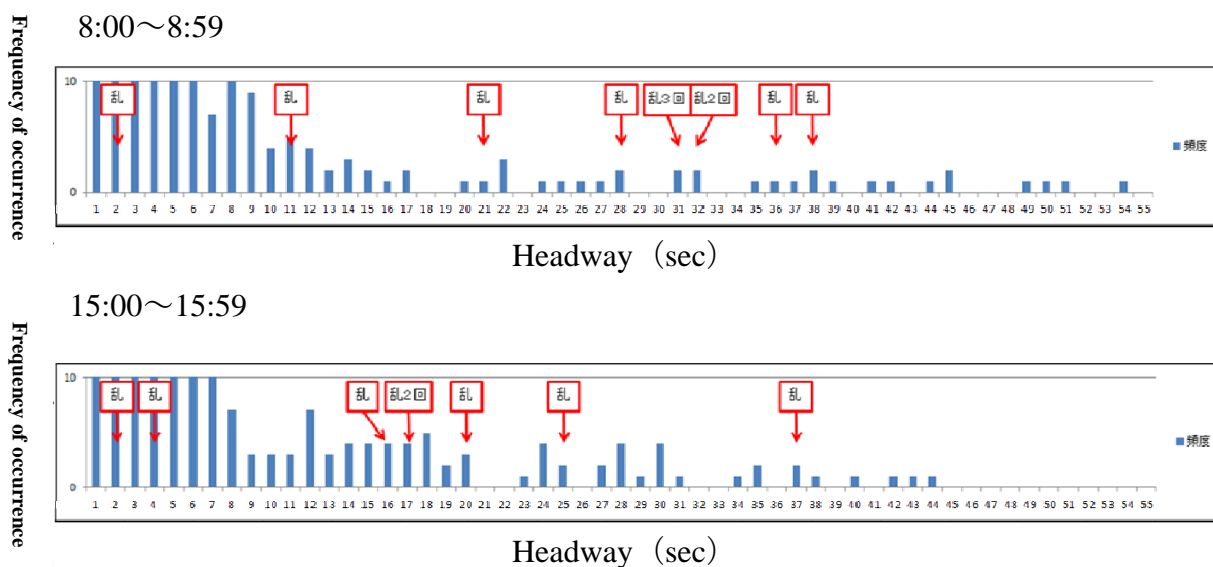 8:00～8:59
Frequency of occurrence
10
0
乱
乱
乱
乱
乱3回
乱2回
乱
乱
頻度
1 2 3 4 5 6 7 8 9 10 11 12 13 14 15 16 17 18 19 20 21 22 23 24 25 26 27 28 29 30 31 32 33 34 35 36 37 38 39 40 41 42 43 44 45 46 47 48 49 50 51 52 53 54 55
Headway （sec）
15:00～15:59
Frequency of occurrence
10
0
乱
乱
乱
乱2回
乱
乱
乱
頻度
1 2 3 4 5 6 7 8 9 10 11 12 13 14 15 16 17 18 19 20 21 22 23 24 25 26 27 28 29 30 31 32 33 34 35 36 37 38 39 40 41 42 43 44 45 46 47 48 49 50 51 52 53 54 55
Headway （sec）